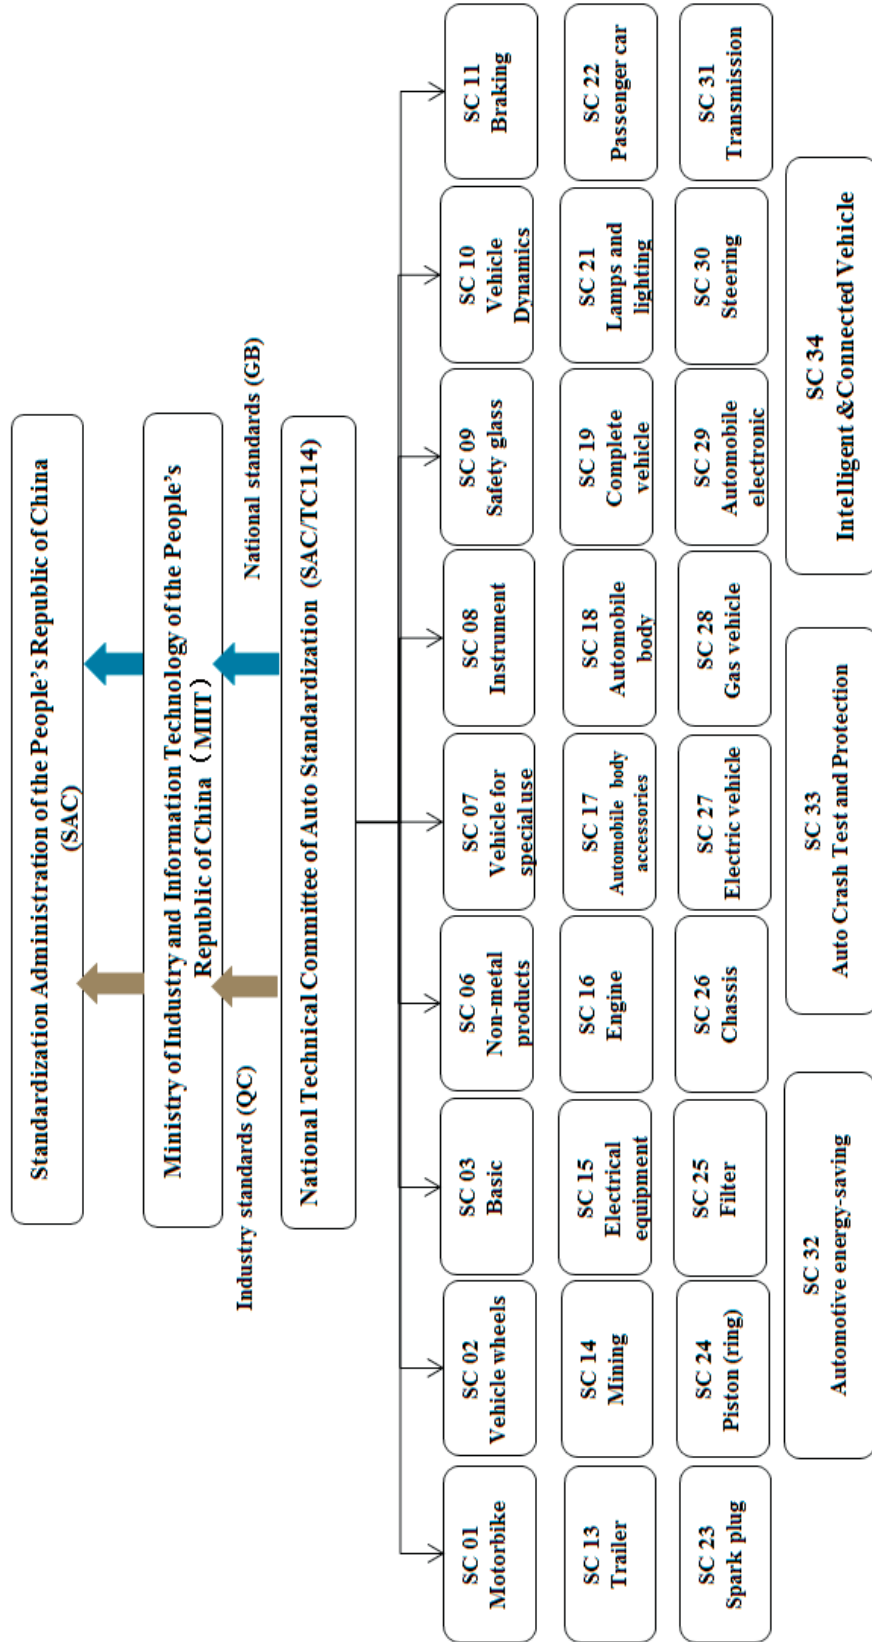 Standardization Administration of the People's Republic of China
(SAC)
Ministry of Industry and Information Technology of the People's
Republic of China（MIIT）
Industry standards (QC)
National standards (GB)
National Technical Committee of Auto Standardization (SAC/TC114)
SC 01
Motorbike
SC 02
Vehicle wheels
SC 03
Basic
SC 06
Non-metal
products
SC 07
Vehicle for
special use
SC 08
Instrument
SC 09
Safety glass
SC 10
Vehicle
Dynamics
SC 11
Braking
SC 13
Trailer
SC 14
Mining
SC 15
Electrical
equipment
SC 16
Engine
SC 17
Automobile body
accessories
SC 18
Automobile
body
SC 19
Complete
vehicle
SC 21
Lamps and
lighting
SC 22
Passenger car
SC 23
Spark plug
SC 24
Piston (ring)
SC 25
Filter
SC 26
Chassis
SC 27
Electric vehicle
SC 28
Gas vehicle
SC 29
Automobile
electronic
SC 30
Steering
SC 31
Transmission
SC 32
Automotive energy-saving
SC 33
Auto Crash Test and Protection
SC 34
Intelligent &Connected Vehicle